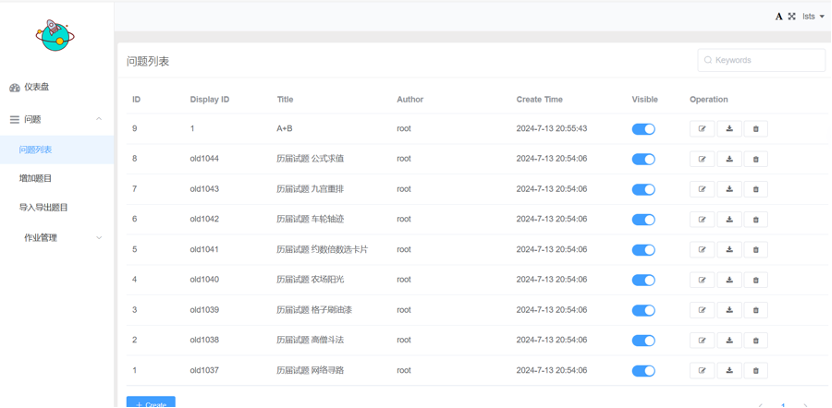 A lsts
问题列表 Keywords
仪表盘
问题
问题列表
增加题目
导入导出题目
作业管理
ID Display ID Title Author Create Time Visible Operation
9 1 A+B root 2024-7-13 20:55:43
8 old1044 历届试题 公式求值 root 2024-7-13 20:54:06
7 old1043 历届试题 九宫重排 root 2024-7-13 20:54:06
6 old1042 历届试题 车轮轴迹 root 2024-7-13 20:54:06
5 old1041 历届试题 约数倍数选卡片 root 2024-7-13 20:54:06
4 old1040 历届试题 农场阳光 root 2024-7-13 20:54:06
3 old1039 历届试题 格子刷油漆 root 2024-7-13 20:54:06
2 old1038 历届试题 高僧斗法 root 2024-7-13 20:54:06
1 old1037 历届试题 网络寻路 root 2024-7-13 20:54:06
+ Create 1